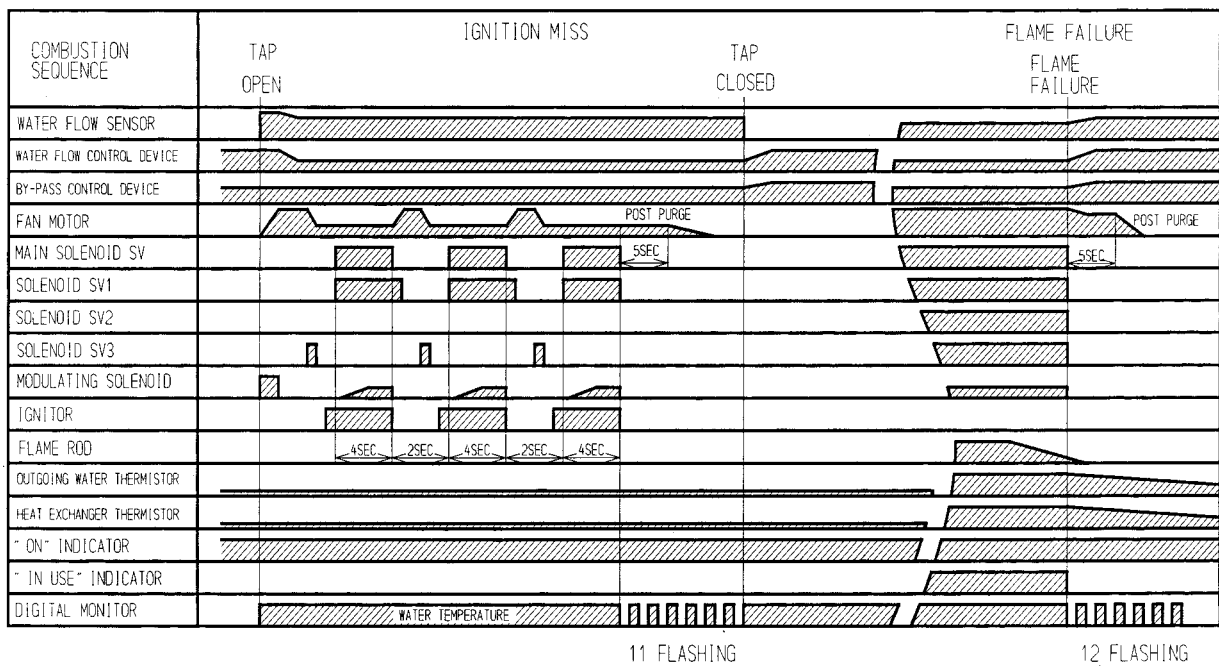 COMBUSTION
SEQUENCE
IGNITION MISS
TAP
OPEN
TAP
CLOSED
FLAME FAILURE
FLAME
FAILURE
WATER FLOW SENSOR
WATER FLOW CONTROL DEVICE
BY-PASS CONTROL DEVICE
FAN MOTOR
POST PURGE
POST PURGE
MAIN SOLENOID SV
5SEC
5SEC
SOLENOID SV1
SOLENOID SV2
SOLENOID SV3
MODULATING SOLENOID
IGNITOR
FLAME ROD
4SEC
2SEC
4SEC
2SEC
4SEC
OUTGOING WATER THERMISTOR
HEAT EXCHANGER THERMISTOR
" ON" INDICATOR
" IN USE" INDICATOR
DIGITAL MONITOR
WATER TEMPERATURE
11 FLASHING
12 FLASHING